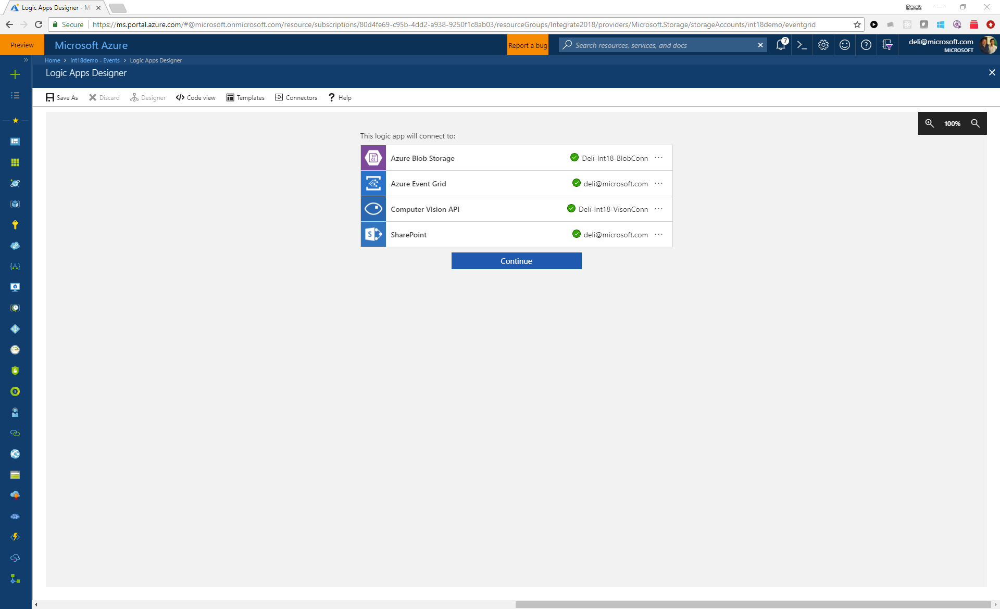 Logic Apps Designer - Mi
Derek
Secure
https://ms.portal.azure.com/#@microsoft.onmicrosoft.com/resource/subscriptions/80d4fe69-c95b-4dd2-a938-9250f1c8ab03/resourceGroups/Integrate2018/providers/Microsoft.Storage/storageAccounts/int18demo/eventgrid
Preview
Microsoft Azure
Report a bug
Search resources, services, and docs
7
deli@microsoft.com
MICROSOFT
Home > int18demo - Events > Logic Apps Designer
Logic Apps Designer
Save As
Discard
Designer
Code view
Templates
Connectors
Help
100%
This logic app will connect to:
Azure Blob Storage
Deli-Int18-BlobConn
Azure Event Grid
deli@microsoft.com
Computer Vision API
Deli-Int18-VisonConn
SharePoint
deli@microsoft.com
Continue